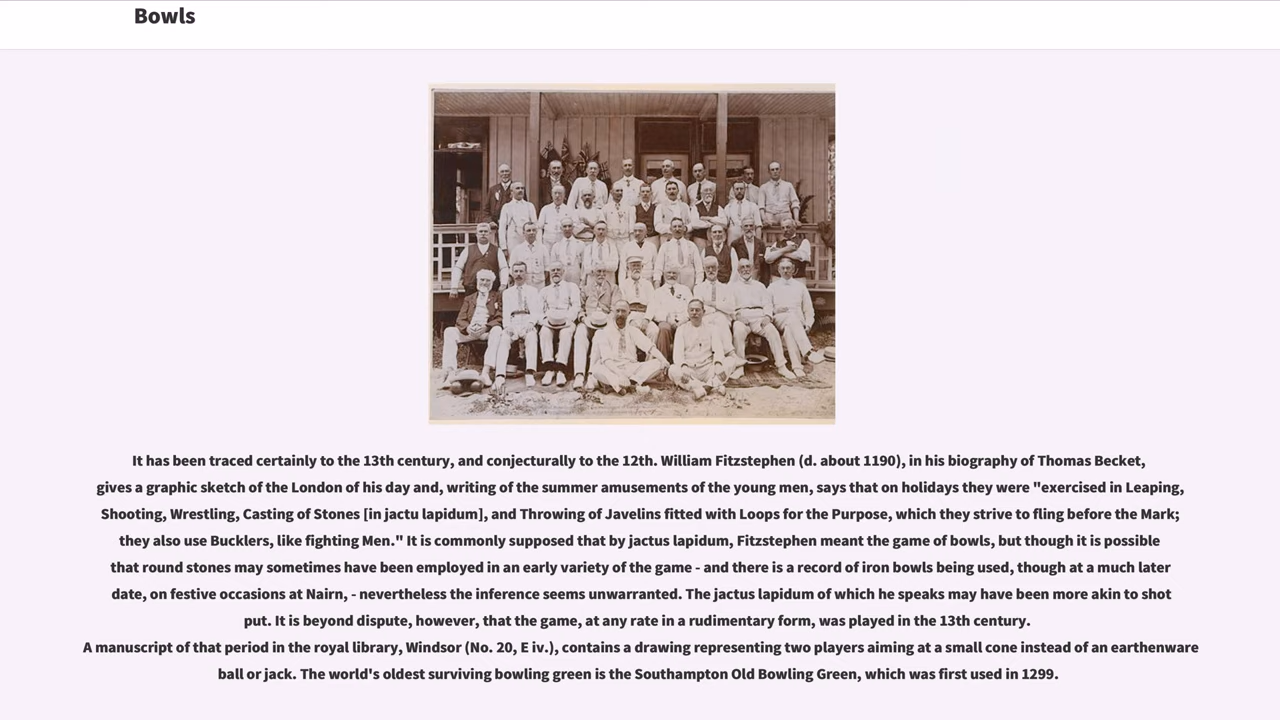 Bowls
It has been traced certainly to the 13th century, and conjecturally to the 12th. William Fitzstephen (d. about 1190), in his biography of Thomas Becket,
gives a graphic sketch of the London of his day and, writing of the summer amusements of the young men, says that on holidays they were "exercised in Leaping,
Shooting, Wrestling, Casting of Stones [in jactu lapidum], and Throwing of Javelins fitted with Loops for the Purpose, which they strive to fling before the Mark;
they also use Bucklers, like fighting Men." It is commonly supposed that by jactus lapidum, Fitzstephen meant the game of bowls, but though it is possible
that round stones may sometimes have been employed in an early variety of the game - and there is a record of iron bowls being used, though at a much later
date, on festive occasions at Nairn, - nevertheless the inference seems unwarranted. The jactus lapidum of which he speaks may have been more akin to shot
put. It is beyond dispute, however, that the game, at any rate in a rudimentary form, was played in the 13th century.
A manuscript of that period in the royal library, Windsor (No. 20, E iv.), contains a drawing representing two players aiming at a small cone instead of an earthenware
ball or jack. The world's oldest surviving bowling green is the Southampton Old Bowling Green, which was first used in 1299.